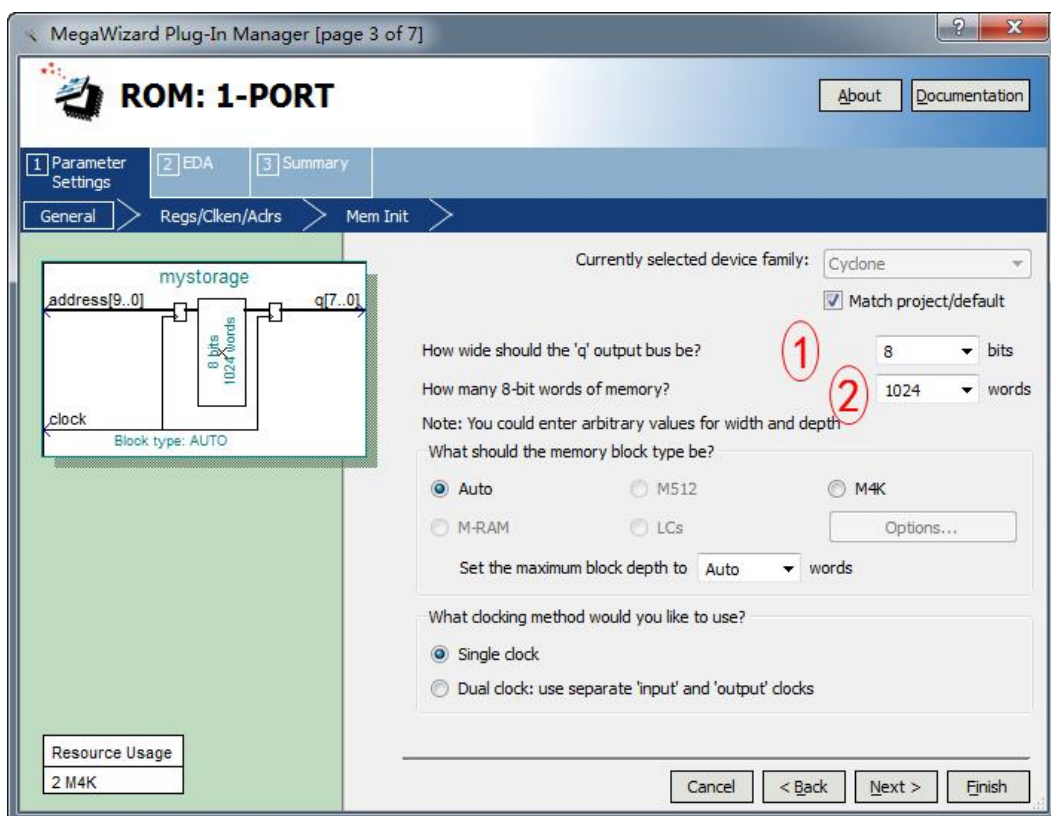 MegaWizard Plug-In Manager [page 3 of 7]
ROM: 1-PORT
About
Documentation
1 Parameter Settings
2 EDA
3 Summary
General
Regs/Clken/Aclrs
Mem Init
mystorage
address[9..0]
q[7..0]
8 bits
1024 words
clock
Block type: AUTO
Currently selected device family:
Cyclone
Match project/default
How wide should the 'q' output bus be?
1
8
bits
How many 8-bit words of memory?
2
1024
words
Note: You could enter arbitrary values for width and depth
What should the memory block type be?
Auto
M512
M4K
M-RAM
LCs
Options...
Set the maximum block depth to
Auto
words
What clocking method would you like to use?
Single clock
Dual clock: use separate 'input' and 'output' clocks
Resource Usage
2 M4K
Cancel
< Back
Next >
Finish